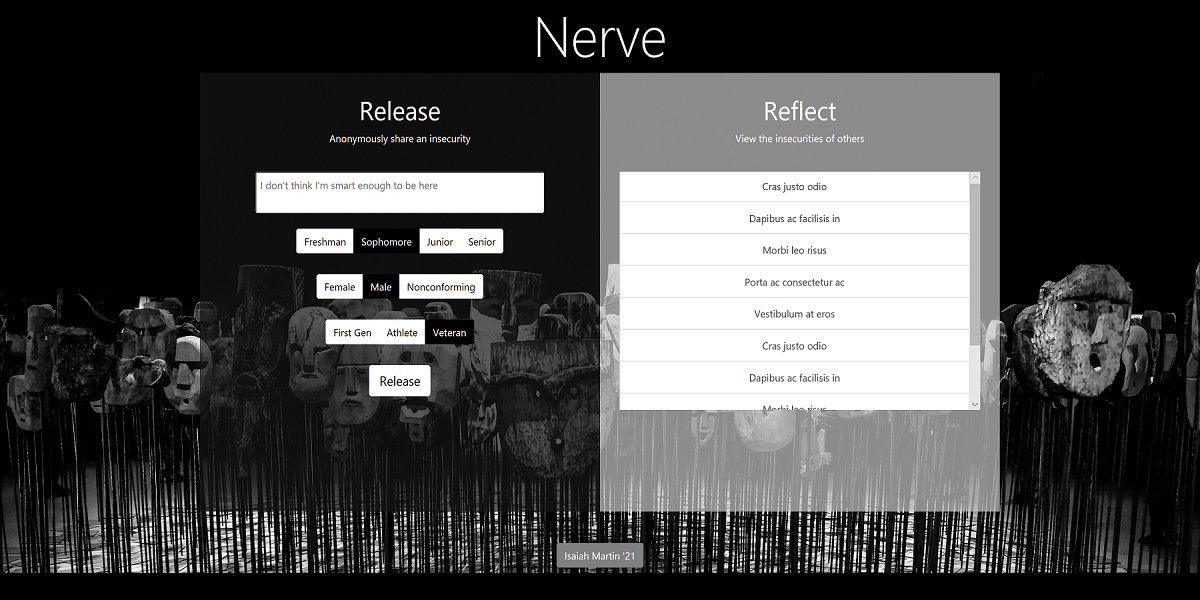 Nerve
Release
Anonymously share an insecurity
I don't think I'm smart enough to be here
Freshman Sophomore Junior Senior
Female Male Nonconforming
First Gen Athlete Veteran
Release
Reflect
View the insecurities of others
Cras justo odio
Dapibus ac facilisis in
Morbi leo risus
Porta ac consectetur ac
Vestibulum at eros
Cras justo odio
Dapibus ac facilisis in
Morbi leo risus
Isaiah Martin '21